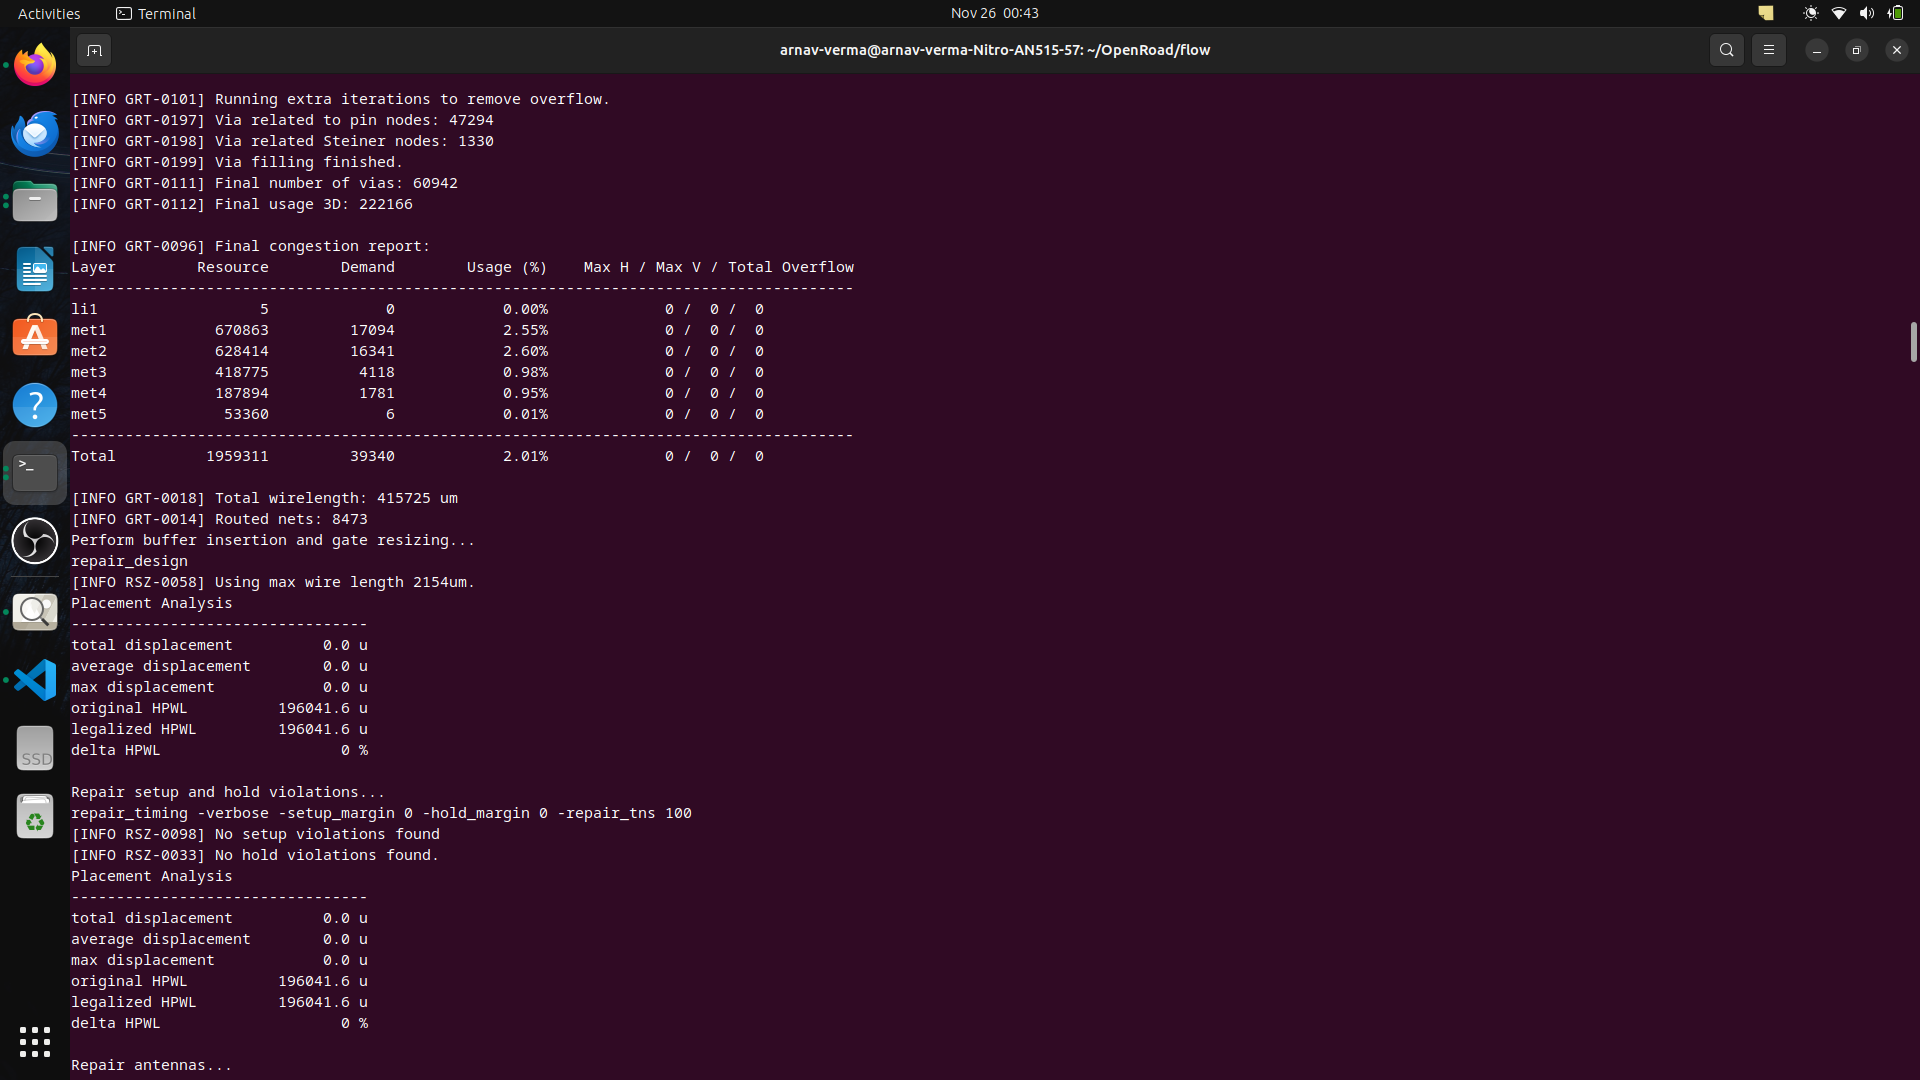 Activities
Terminal
Nov 26 00:43
arnav-verma@arnav-verma-Nitro-AN515-57: ~/OpenRoad/flow
[INFO GRT-0101] Running extra iterations to remove overflow.
[INFO GRT-0197] Via related to pin nodes: 47294
[INFO GRT-0198] Via related Steiner nodes: 1330
[INFO GRT-0199] Via filling finished.
[INFO GRT-0111] Final number of vias: 60942
[INFO GRT-0112] Final usage 3D: 222166
[INFO GRT-0096] Final congestion report:
Layer         Resource        Demand        Usage (%)    Max H / Max V / Total Overflow
---------------------------------------------------------------------------------------
li1                  5             0            0.00%             0 /  0 /  0
met1            670863         17094            2.55%             0 /  0 /  0
met2            628414         16341            2.60%             0 /  0 /  0
met3            418775          4118            0.98%             0 /  0 /  0
met4            187894          1781            0.95%             0 /  0 /  0
met5             53360             6            0.01%             0 /  0 /  0
---------------------------------------------------------------------------------------
Total          1959311         39340            2.01%             0 /  0 /  0
[INFO GRT-0018] Total wirelength: 415725 um
[INFO GRT-0014] Routed nets: 8473
Perform buffer insertion and gate resizing...
repair_design
[INFO RSZ-0058] Using max wire length 2154um.
Placement Analysis
---------------------------------
total displacement          0.0 u
average displacement        0.0 u
max displacement            0.0 u
original HPWL          196041.6 u
legalized HPWL         196041.6 u
delta HPWL                    0 %
Repair setup and hold violations...
repair_timing -verbose -setup_margin 0 -hold_margin 0 -repair_tns 100
[INFO RSZ-0098] No setup violations found
[INFO RSZ-0033] No hold violations found.
Placement Analysis
---------------------------------
total displacement          0.0 u
average displacement        0.0 u
max displacement            0.0 u
original HPWL          196041.6 u
legalized HPWL         196041.6 u
delta HPWL                    0 %
Repair antennas...
SSD